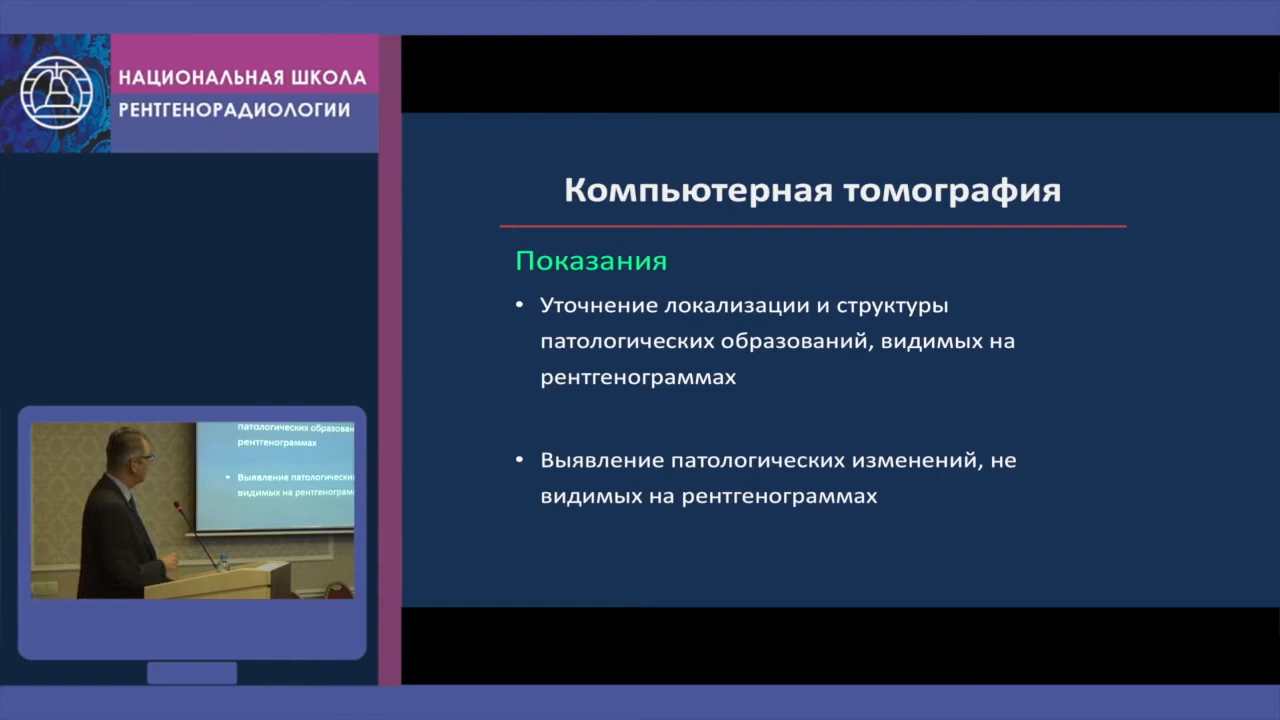 НАЦИОНАЛЬНАЯ ШКОЛА
РЕНТГЕНОРАДИОЛОГИИ
Компьютерная томография
Показания
• Уточнение локализации и структуры
патологических образований, видимых на
рентгенограммах
• Выявление патологических изменений, не
видимых на рентгенограммах
патологических образован
рентгенограммах
• Выявление патологических
видимых на рентгенограм